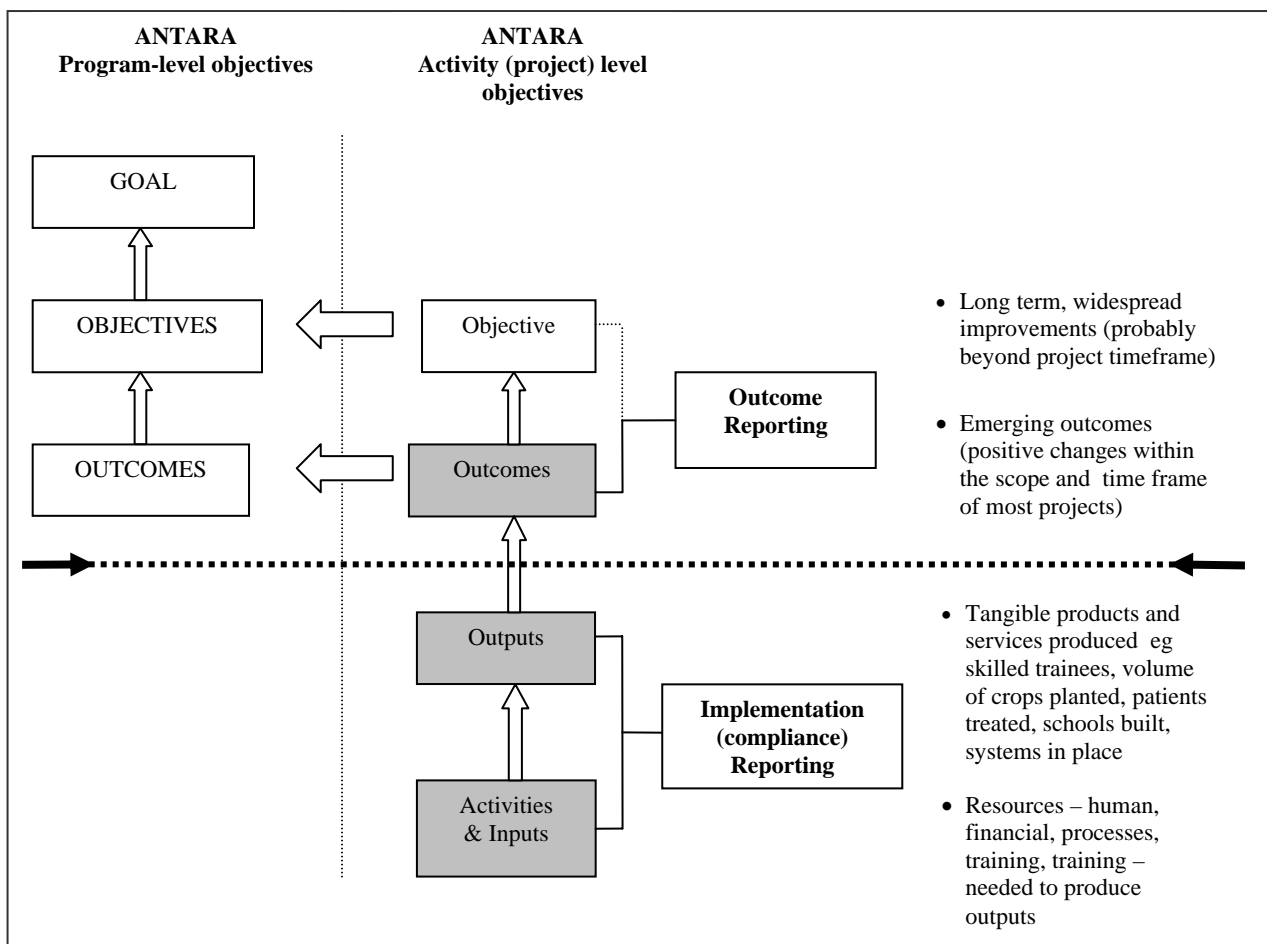 ANTARA
Program-level objectives
ANTARA
Activity (project) level
objectives
GOAL
OBJECTIVES
OUTCOMES
Objective
Outcomes
Outcome
Reporting
• Long term, widespread
improvements (probably
beyond project timeframe)
• Emerging outcomes
(positive changes within
the scope and time frame
of most projects)
Outputs
Activities
& Inputs
Implementation
(compliance)
Reporting
• Tangible products and
services produced eg
skilled trainees, volume
of crops planted, patients
treated, schools built,
systems in place
• Resources – human,
financial, processes,
training, training –
needed to produce
outputs